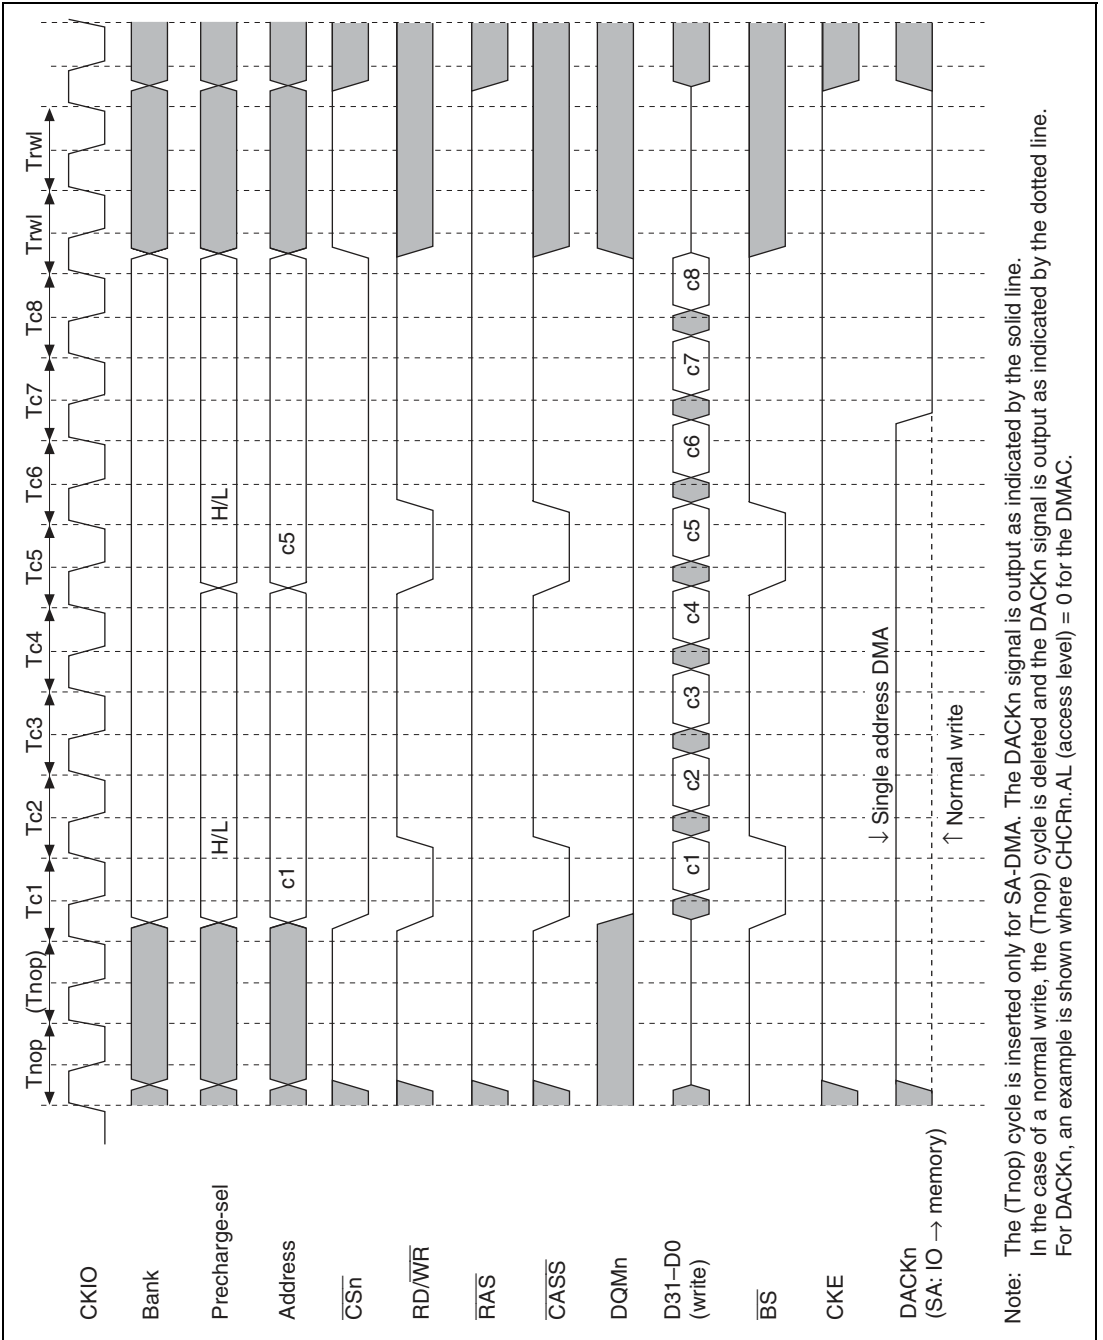 Tnop (Tnop) Tc1 Tc2 Tc3 Tc4 Tc5 Tc6 Tc7 Tc8 Trwl Trwl
CKIO
Bank
Precharge-sel H/L H/L
Address c1 c5
CSn
RD/WR
RAS
CASS
DQMn
D31–D0 c1 c2 c3 c4 c5 c6 c7 c8
(write)
BS
CKE
↓ Single address DMA
DACKn
(SA: IO → memory)
↑ Normal write
Note: The (Tnop) cycle is inserted only for SA-DMA. The DACKn signal is output as indicated by the solid line.
In the case of a normal write, the (Tnop) cycle is deleted and the DACKn signal is output as indicated by the dotted line.
For DACKn, an example is shown where CHCRn.AL (access level) = 0 for the DMAC.